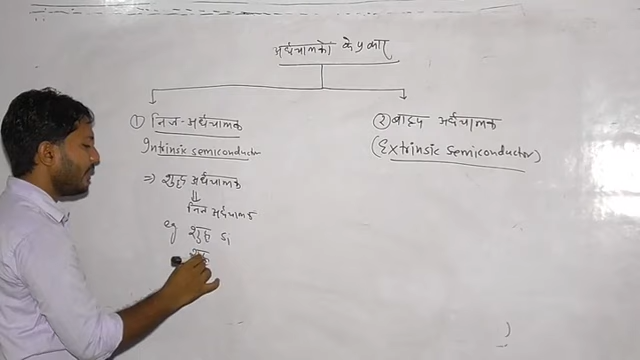 अर्धचालकों के प्रकार
① निज-अर्धचालक
Intrinsic semiconductor
⇒ शुद्ध अर्धचालक
⇓
निज अर्धचालक
eg शुद्ध Si
शुद्ध
② बाह्य अर्धचालक
(Extrinsic Semiconductor)